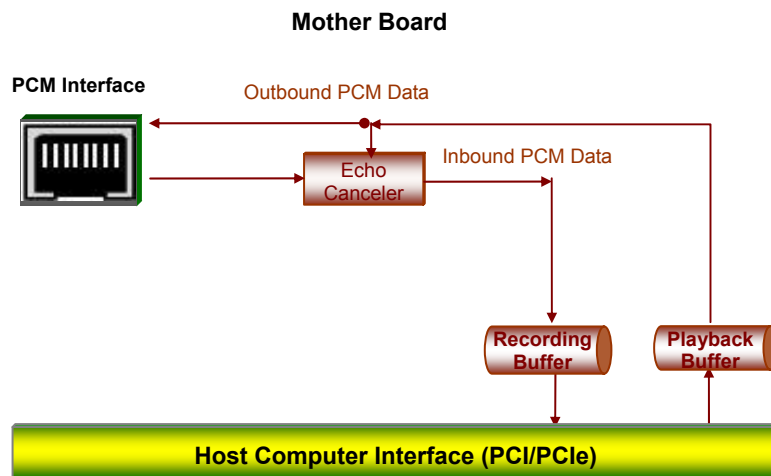 Mother Board
PCM Interface
Outbound PCM Data
Inbound PCM Data
Echo
Canceler
Recording
Buffer
Playback
Buffer
Host Computer Interface (PCI/PCIe)